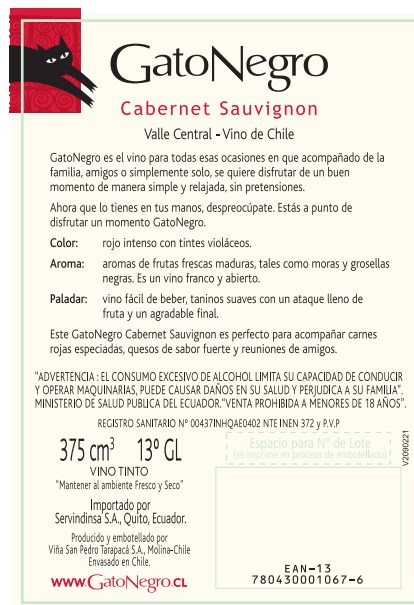 GatoNegro
Cabernet Sauvignon
Valle Central - Vino de Chile
GatoNegro es el vino para todas esas ocasiones en que acompañado de la
familia, amigos o simplemente solo, se quiere disfrutar de un buen
momento de manera simple y relajada, sin pretensiones.
Ahora que lo tienes en tus manos, despreocúpate. Estás a punto de
disfrutar un momento GatoNegro.
Color: rojo intenso con tintes violáceos.
Aroma: aromas de frutas frescas maduras, tales como moras y grosellas
negras. Es un vino franco y abierto.
Paladar: vino fácil de beber, taninos suaves con un ataque lleno de
fruta y un agradable final.
Este GatoNegro Cabernet Sauvignon es perfecto para acompañar carnes
rojas especiadas, quesos de sabor fuerte y reuniones de amigos.
"ADVERTENCIA : EL CONSUMO EXCESIVO DE ALCOHOL LIMITA SU CAPACIDAD DE CONDUCIR
Y OPERAR MAQUINARIAS, PUEDE CAUSAR DAÑOS EN SU SALUD Y PERJUDICA A SU FAMILIA".
MINISTERIO DE SALUD PUBLICA DEL ECUADOR."VENTA PROHIBIDA A MENORES DE 18 AÑOS".
REGISTRO SANITARIO Nº 00437INHQAE0402 NTE INEN 372 y P.V.P
375 cm³ 13º GL
VINO TINTO
"Mantener al ambiente Fresco y Seco"
Importado por
Servindinsa S.A., Quito, Ecuador.
Producido y embotellado por
Viña San Pedro Tarapacá S.A., Molina-Chile
Envasado en Chile.
www.GatoNegro.CL
Espacio para Nº de Lote
(se imprime en proceso de embotellado)
V2090221
EAN-13
780430001067-6